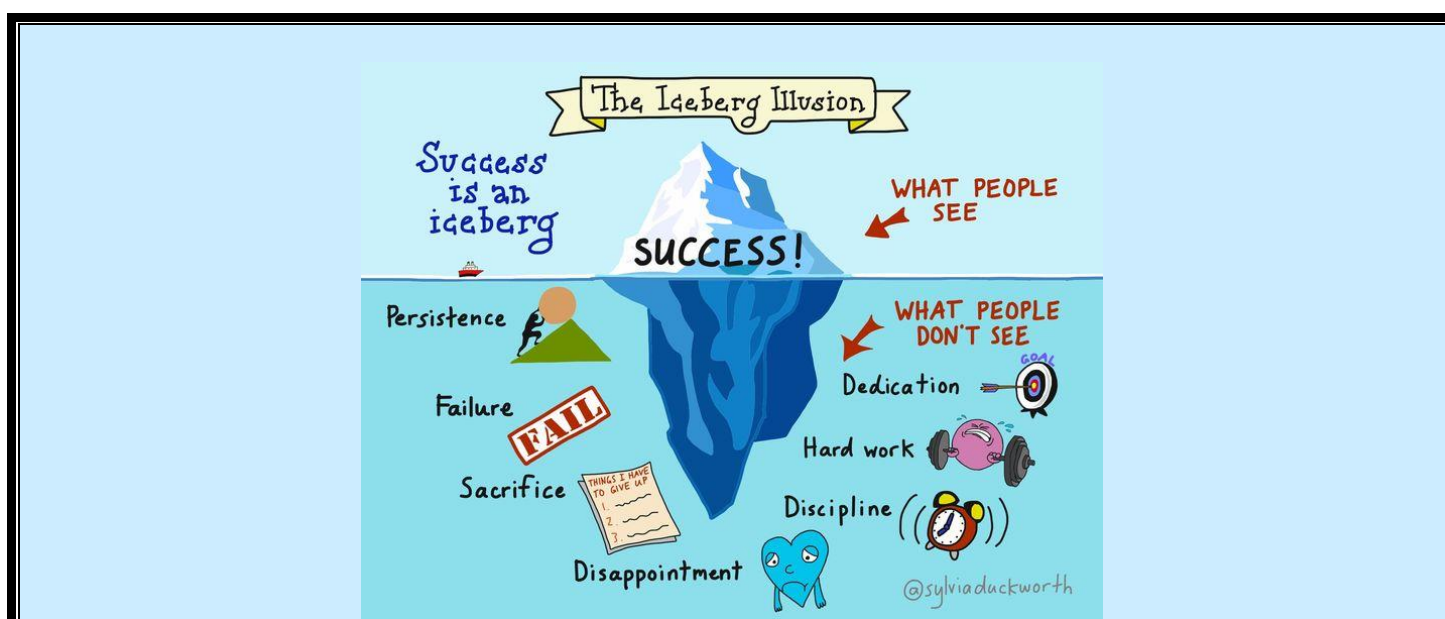 The Iceberg Illusion
Success
is an
iceberg
WHAT PEOPLE
SEE
SUCCESS!
WHAT PEOPLE
DON'T SEE
Persistence
GOAL
Dedication
Failure
FAIL
Hard work
Sacrifice
THINGS I HAVE
TO GIVE UP
1.
2.
3.
Discipline
Disappointment
@sylviaduckworth